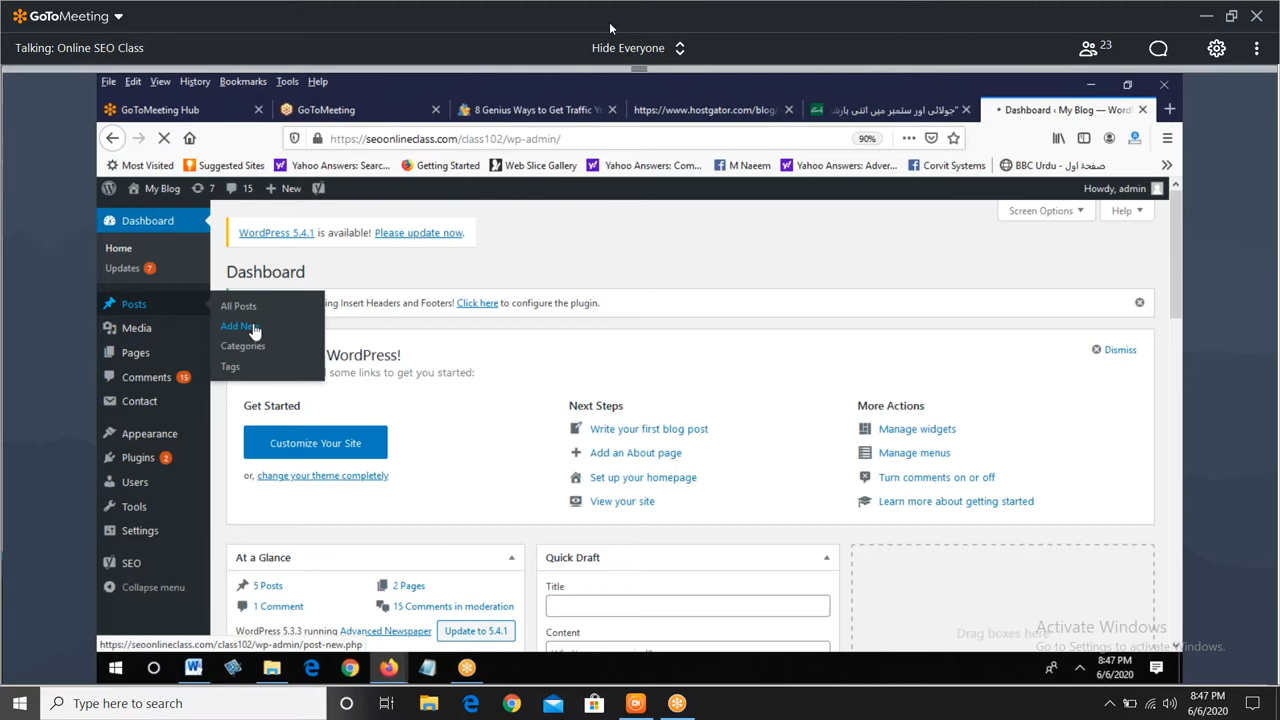 GoToMeeting
Talking: Online SEO Class
Hide Everyone
23
File Edit View History Bookmarks Tools Help
GoToMeeting Hub
GoToMeeting
8 Genius Ways to Get Traffic
https://www.hostgator.com/blog/
جولائی اور ستمبر میں اتنی بارش
Dashboard ‹ My Blog — Word
https://seoonlineclass.com/class102/wp-admin/
90%
Most Visited
Suggested Sites
Yahoo Answers: Searc...
Getting Started
Web Slice Gallery
Yahoo Answers: Com...
M Naeem
Yahoo Answers: Adver...
Corvit Systems
BBC Urdu - صفحۂ اول
My Blog 7 15 New
Howdy, admin
Dashboard
Home
Updates 7
Posts
Media
Pages
Comments 15
Contact
Appearance
Plugins 2
Users
Tools
Settings
SEO
Collapse menu
All Posts
Add New
Categories
Tags
Screen Options
Help
WordPress 5.4.1 is available! Please update now.
Dashboard
ing Insert Headers and Footers! Click here to configure the plugin.
WordPress!
some links to get you started:
Dismiss
Get Started
Customize Your Site
or, change your theme completely
Next Steps
Write your first blog post
Add an About page
Set up your homepage
View your site
More Actions
Manage widgets
Manage menus
Turn comments on or off
Learn more about getting started
At a Glance
5 Posts
2 Pages
1 Comment
15 Comments in moderation
WordPress 5.3.3 running Advanced Newspaper
Update to 5.4.1
Quick Draft
Title
Content
Drag boxes here
Activate Windows
Go to Settings to activate Windows.
https://seoonlineclass.com/class102/wp-admin/post-new.php
8:47 PM
6/6/2020
Type here to search
8:47 PM
6/6/2020